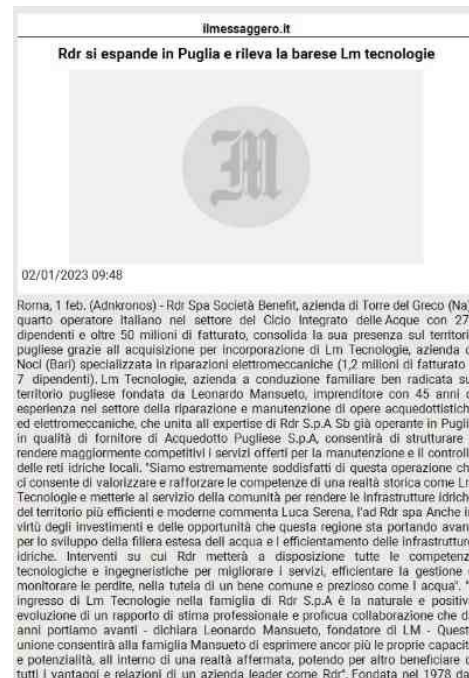 ilmessaggero.it
Rdr si espande in Puglia e rileva la barese Lm tecnologie
M
02/01/2023 09:48
Roma, 1 feb. (Adnkronos) - Rdr Spa Società Benefit, azienda di Torre del Greco (Na)
quarto operatore italiano nel settore del Ciclo Integrato delle Acque con 27
dipendenti e oltre 50 milioni di fatturato, consolida la sua presenza sul territori
pugliese grazie all acquisizione per incorporazione di Lm Tecnologie, azienda d
Noci (Bari) specializzata in riparazioni elettromeccaniche (1,2 milioni di fatturato
7 dipendenti). Lm Tecnologie, azienda a conduzione familiare ben radicata su
territorio pugliese fondata da Leonardo Mansueto, imprenditore con 45 anni d
esperienza nel settore della riparazione e manutenzione di opere acquedottistich
ed elettromeccaniche, che unita all expertise di Rdr S.p.A Sb già operante in Pugli
in qualità di fornitore di Acquedotto Pugliese S.p.A, consentirà di strutturare
rendere maggiormente competitivi i servizi offerti per la manutenzione e il controll
delle reti idriche locali. "Siamo estremamente soddisfatti di questa operazione ch
ci consente di valorizzare e rafforzare le competenze di una realtà storica come Lm
Tecnologie e metterle al servizio della comunità per rendere le infrastrutture idrich
del territorio più efficienti e moderne commenta Luca Serena, l'ad Rdr spa Anche in
virtù degli investimenti e delle opportunità che questa regione sta portando avant
per lo sviluppo della filiera estesa dell acqua e l efficientamento delle infrastruttur
idriche. Interventi su cui Rdr metterà a disposizione tutte le competenz
tecnologiche e ingegneristiche per migliorare i servizi, efficientare la gestione
monitorare le perdite, nella tutela di un bene comune e prezioso come l acqua". "
ingresso di Lm Tecnologie nella famiglia di Rdr S.p.A è la naturale e positiv
evoluzione di un rapporto di stima professionale e proficua collaborazione che d
anni portiamo avanti - dichiara Leonardo Mansueto, fondatore di LM - Quest
unione consentirà alla famiglia Mansueto di esprimere ancor più le proprie capacit
e potenzialità, all interno di una realtà affermata, potendo per altro beneficiare d
tutti i vantaggi e relazioni di un azienda leader come Rdr". Fondata nel 1978 da